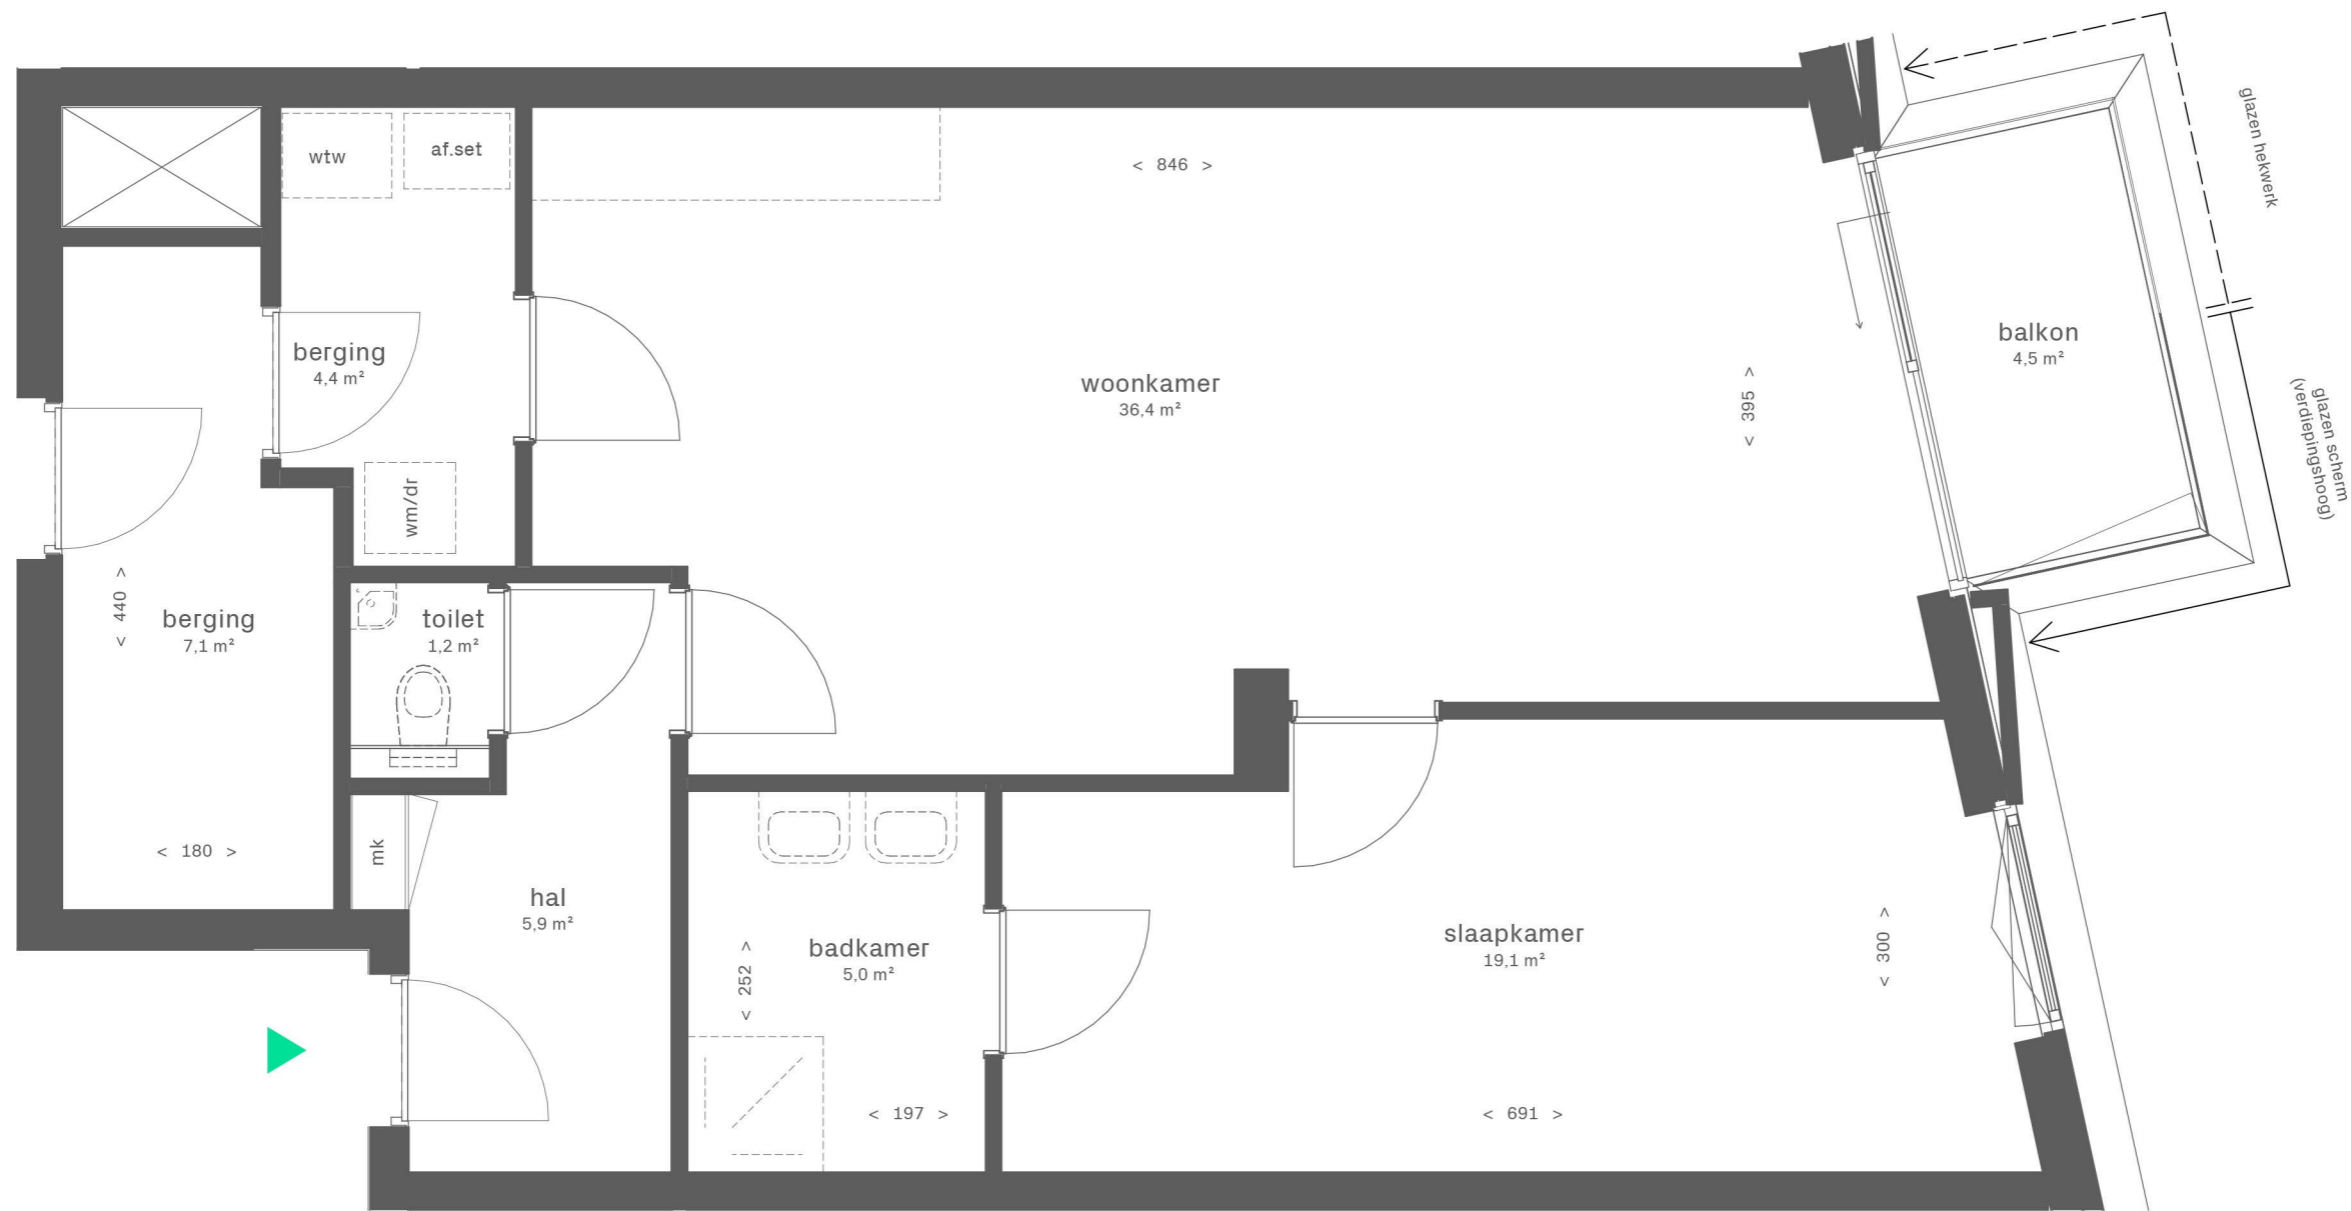 wtw
af.set
< 846 >
glazen hekwerk
berging
4,4 m²
woonkamer
36,4 m²
< 395 >
balkon
4,5 m²
glazen scherm
(verdiepingshoog)
wm/dr
< 440 >
berging
7,1 m²
toilet
1,2 m²
< 180 >
mk
hal
5,9 m²
badkamer
5,0 m²
< 252 >
slaapkamer
19,1 m²
< 300 >
< 197 >
< 691 >